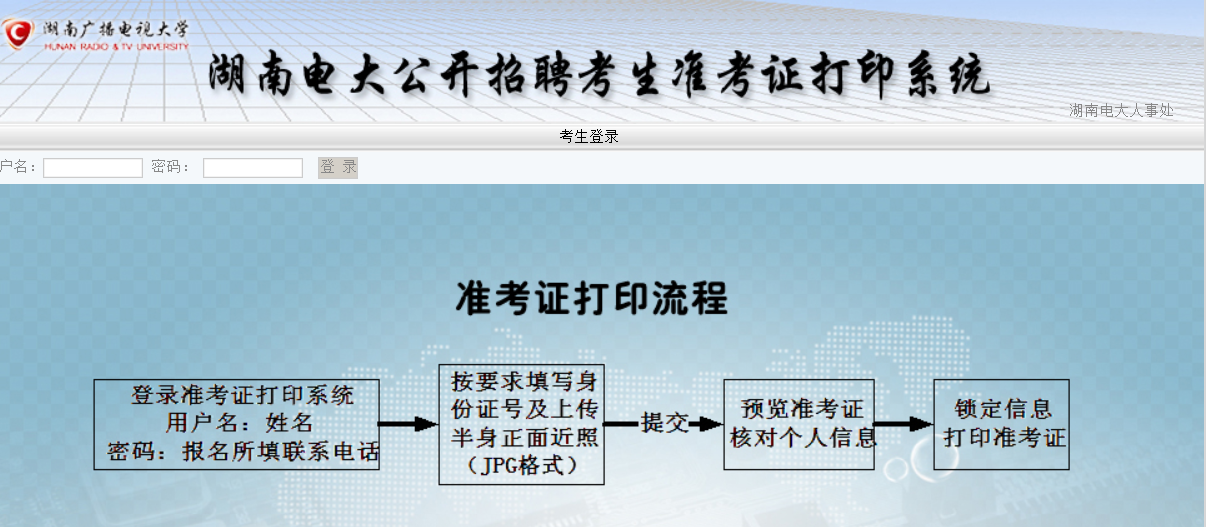 湖南广播电视大学
HUNAN RADIO & TV UNIVERSITY
湖南电大公开招聘考生准考证打印系统
湖南电大人事处
考生登录
户名： 密码： 登 录
准考证打印流程
登录准考证打印系统
用户名：姓名
密码：报名所填联系电话
按要求填写身
份证号及上传
半身正面近照
（JPG格式）
提交
预览准考证
核对个人信息
锁定信息
打印准考证